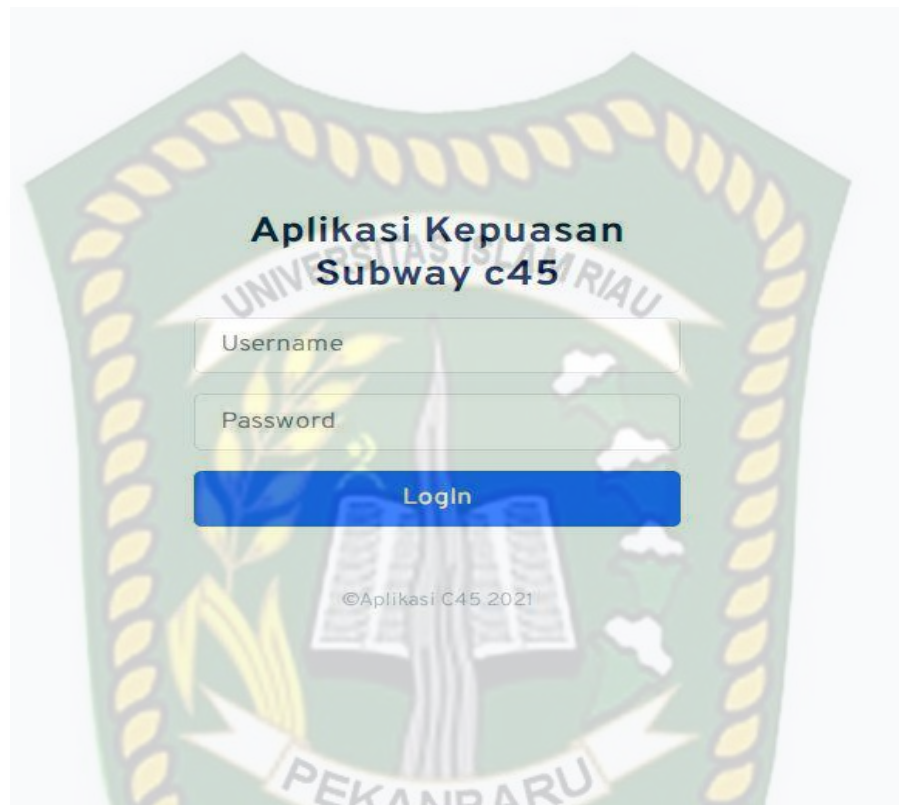 Aplikasi Kepuasan
Subway c45
UNIVERSITAS ISLAM RIAU
Username
Password
LogIn
©Aplikasi C45 2021
PEKANBARU